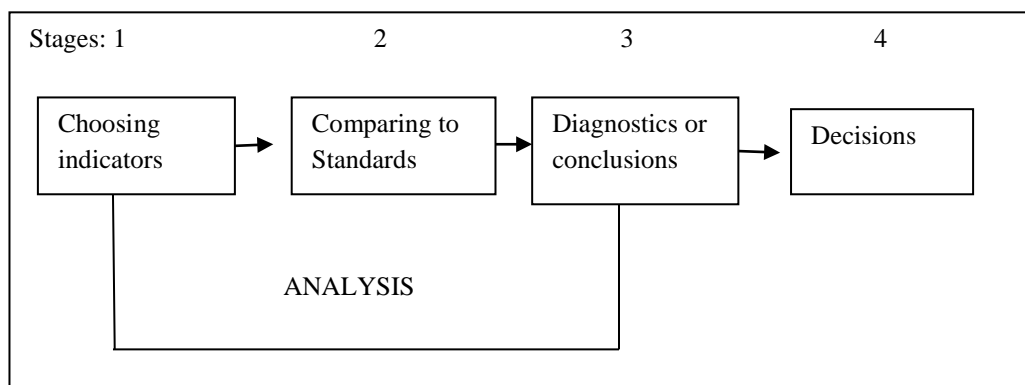 Stages: 1 2 3 4
Choosing
indicators
Comparing to
Standards
Diagnostics or
conclusions
Decisions
ANALYSIS